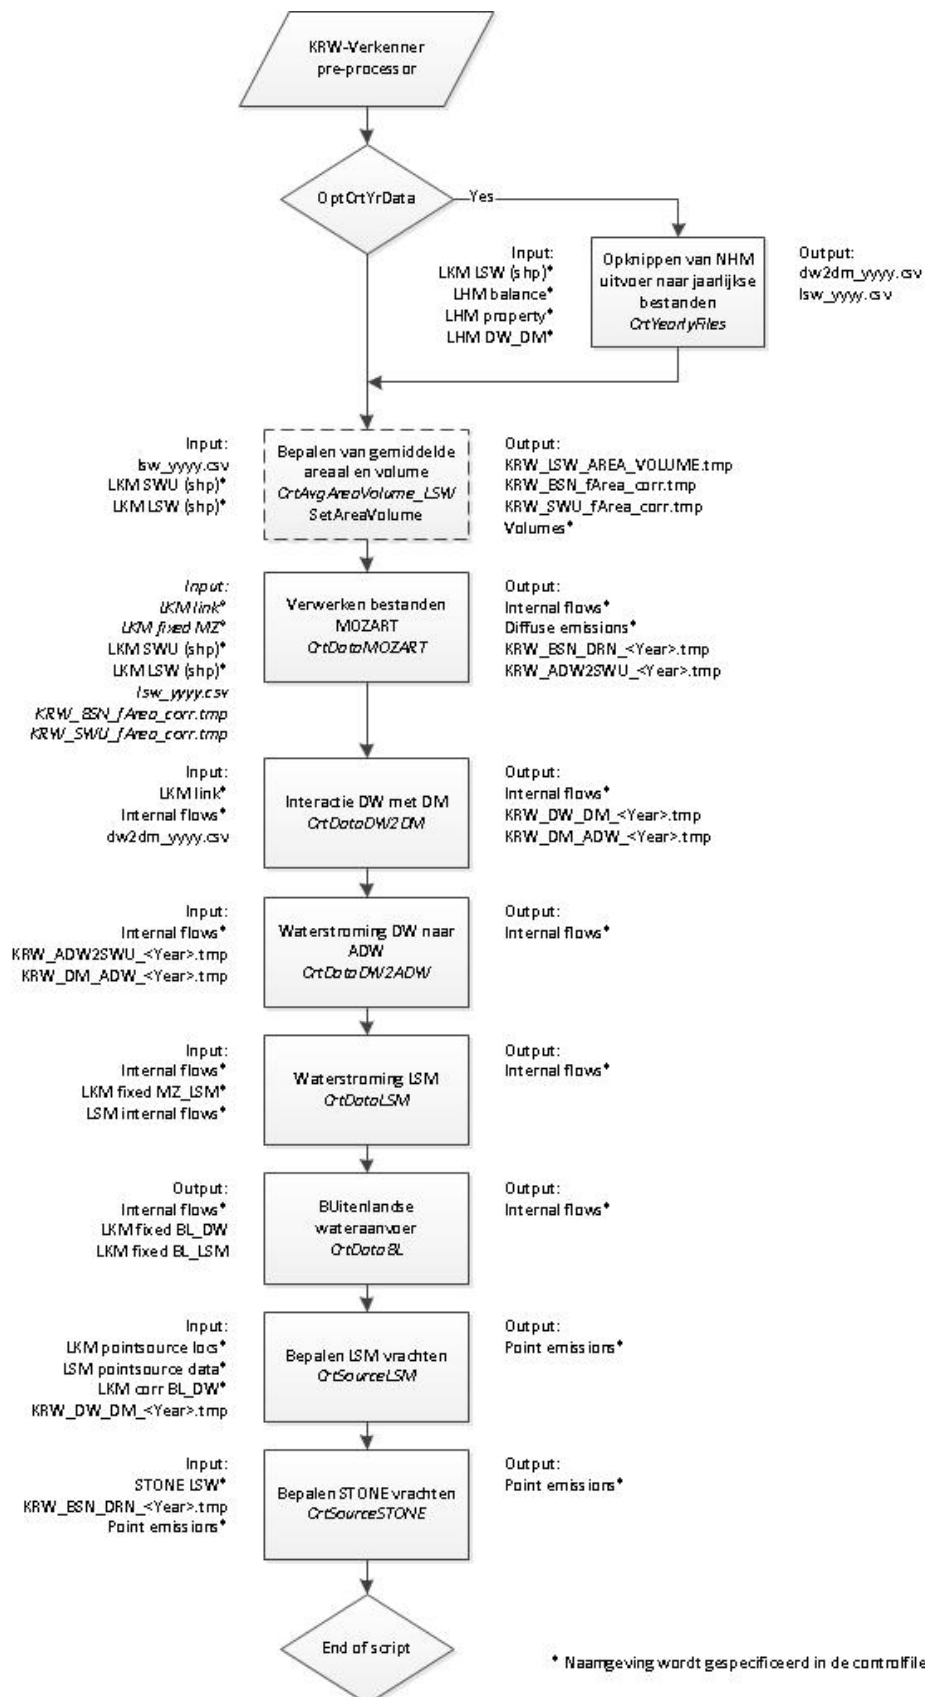 KRW-Verkenner
pre-processor
OptCrtYrData
Yes
Input:
LKM LSW (shp)*
LHM balance*
LHM property*
LHM DW_DM*
Opknippen van NHM
uitvoer naar jaarlijkse
bestanden
CrtYearlyFiles
Output:
dw2dm_yyyy.csv
lsw_yyyy.csv
Input:
lsw_yyyy.csv
LKM SWU (shp)*
LKM LSW (shp)*
Bepalen van gemiddelde
areaal en volume
CrtAvgAreaVolume_LSW
SetAreaVolume
Output:
KRW_LSW_AREA_VOLUME.tmp
KRW_BSN_fArea_corr.tmp
KRW_SWU_fArea_corr.tmp
Volumes*
Input:
LKM link*
LKM fixed MZ*
LKM SWU (shp)*
LKM LSW (shp)*
lsw_yyyy.csv
KRW_BSN_fArea_corr.tmp
KRW_SWU_fArea_corr.tmp
Verwerken bestanden
MOZART
CrtDataMOZART
Output:
Internal flows*
Diffuse emissions*
KRW_BSN_DRN_<Year>.tmp
KRW_ADW2SWU_<Year>.tmp
Input:
LKM link*
Internal flows*
dw2dm_yyyy.csv
Interactie DW met DM
CrtDataDW2DM
Output:
Internal flows*
KRW_DW_DM_<Year>.tmp
KRW_DM_ADW_<Year>.tmp
Input:
Internal flows*
KRW_ADW2SWU_<Year>.tmp
KRW_DM_ADW_<Year>.tmp
Waterstroming DW naar
ADW
CrtDataDW2ADW
Output:
Internal flows*
Input:
Internal flows*
LKM fixed MZ_LSM*
LSM internal flows*
Waterstroming LSM
CrtDataLSM
Output:
Internal flows*
Output:
Internal flows*
LKM fixed BL_DW
LKM fixed BL_LSM
BUitenlandse
wateraanvoer
CrtDataBL
Output:
Internal flows*
Input:
LKM pointsource locs*
LSM pointsource data*
LKM corr BL_DW*
KRW_DW_DM_<Year>.tmp
Bepalen LSM vrachten
CrtSourceLSM
Output:
Point emissions*
Input:
STONE LSW*
KRW_BSN_DRN_<Year>.tmp
Point emissions*
Bepalen STONE vrachten
CrtSourceSTONE
Output:
Point emissions*
End of script
* Naamgeving wordt gespecificeerd in de controlfile